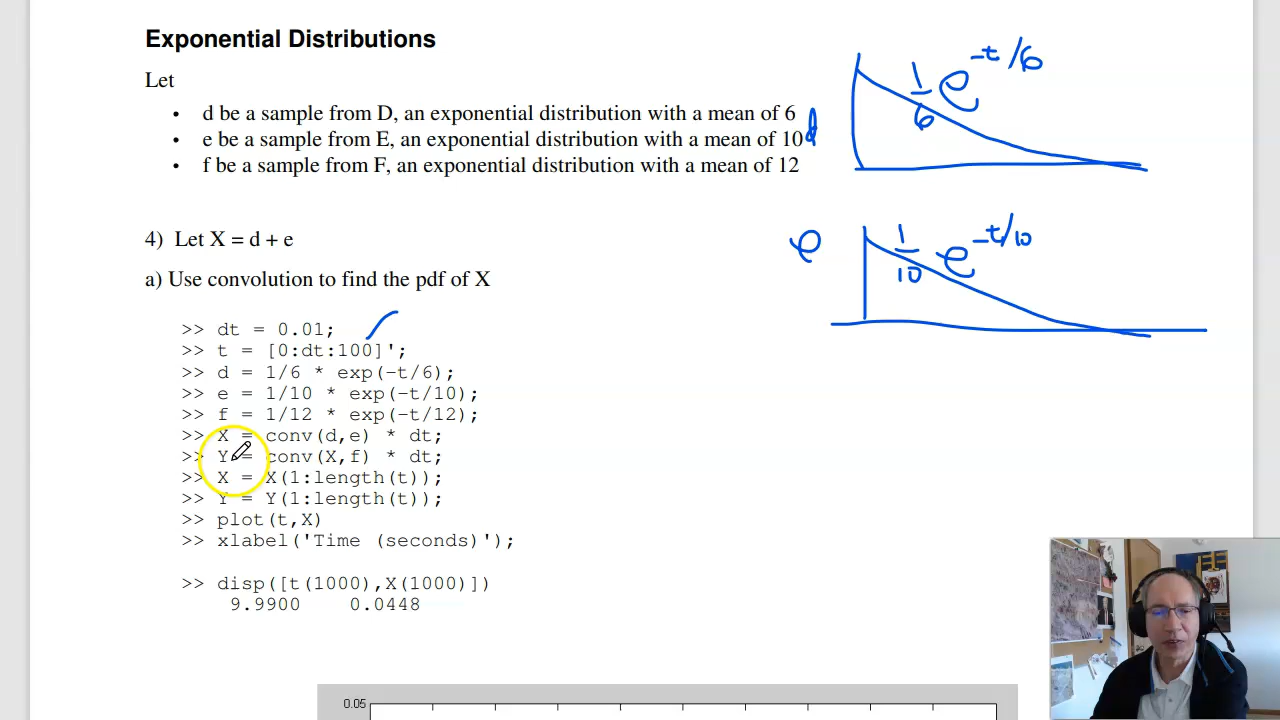 Exponential Distributions
Let
• d be a sample from D, an exponential distribution with a mean of 6
• e be a sample from E, an exponential distribution with a mean of 10
• f be a sample from F, an exponential distribution with a mean of 12
d
1/6 e^-t/6
e
1/10 e^-t/10
4) Let X = d + e
a) Use convolution to find the pdf of X
>> dt = 0.01;
>> t = [0:dt:100]';
>> d = 1/6 * exp(-t/6);
>> e = 1/10 * exp(-t/10);
>> f = 1/12 * exp(-t/12);
>> X = conv(d,e) * dt;
>> Y = conv(X,f) * dt;
>> X = X(1:length(t));
>> Y = Y(1:length(t));
>> plot(t,X)
>> xlabel('Time (seconds)');
>> disp([t(1000),X(1000)])
9.9900 0.0448
0.05